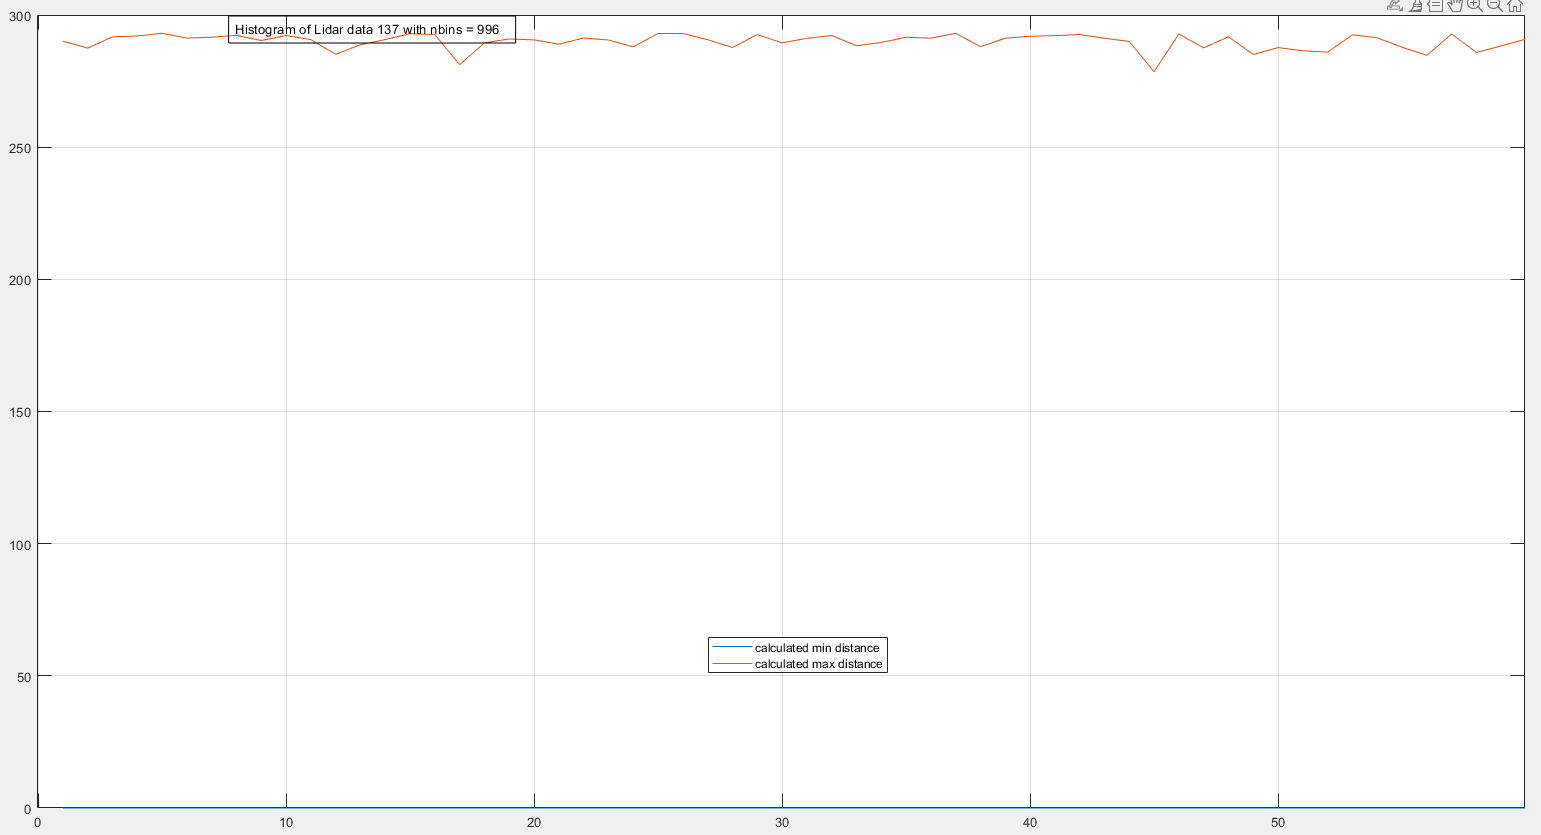 300
Histogram of Lidar data 137 with nbins = 996
250
200
150
100
calculated min distance
calculated max distance
50
0
0 10 20 30 40 50